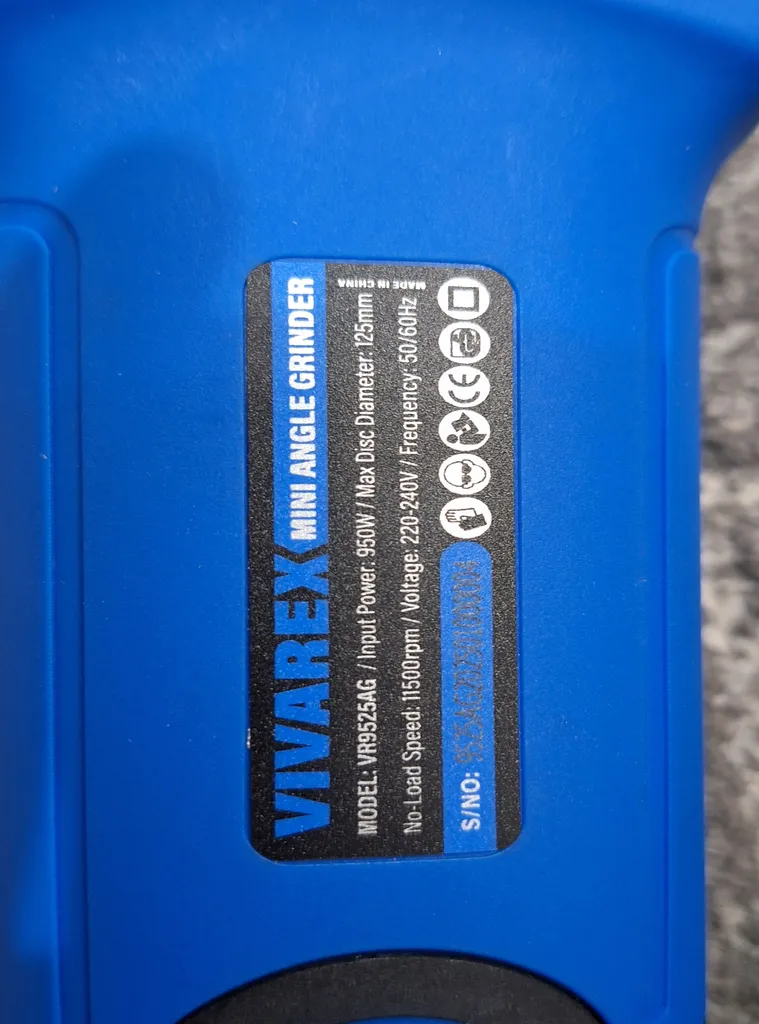 VIVAREX MINI ANGLE GRINDER
MADE IN CHINA
MODEL: VR9525AG / Input Power: 950W / Max Disc Diameter: 125mm
No-Load Speed: 11500rpm / Voltage: 220-240V / Frequency: 50/60Hz
S/NO:
CE